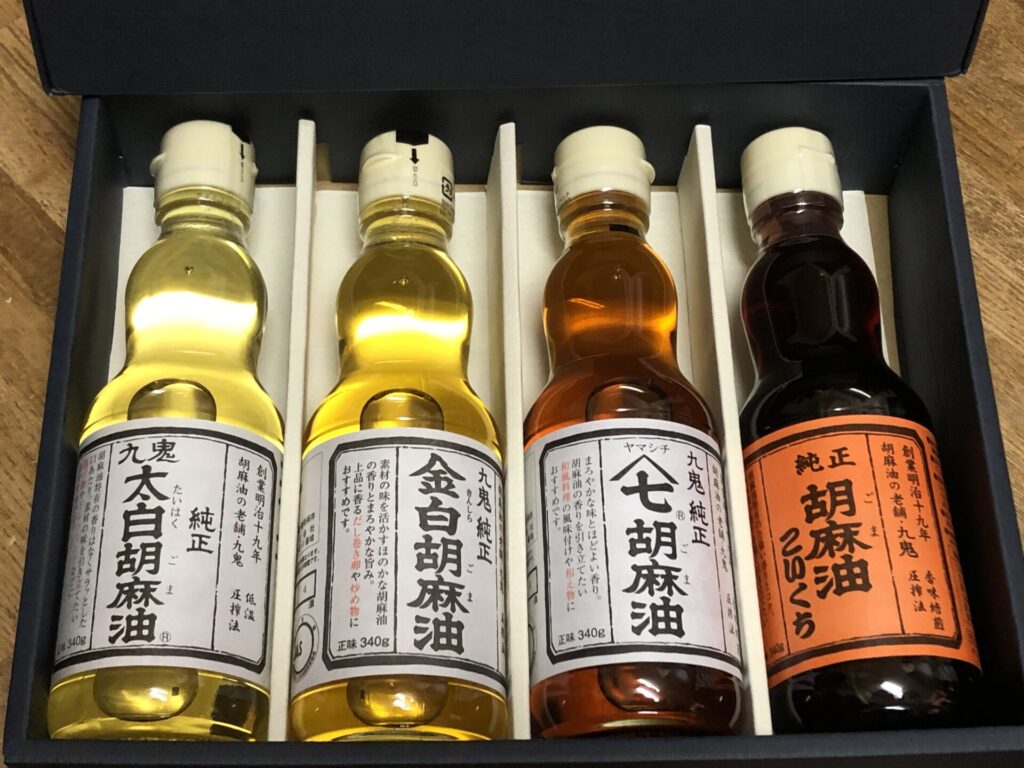 創業明治十九年
胡麻油の老舗・九鬼
低温
圧搾法
九鬼
純正
たいはく
ごま
太白胡麻油®
正味 340g
九鬼 純正
きんしろ
ごま
金白胡麻油
素材の味を活かすほのかな胡麻油
の香りとまろやかな旨み。
上品に香るだし巻き卵や炒め物に
おすすめです。
正味 340g
九鬼 純正
ヤマシチ
七®胡麻油
ごま
まろやかな味とほどよい香り。
胡麻油の香りを引き立てたい
和風料理の風味付けや和え物に
おすすめです。
正味 340g
圧搾法
創業明治十九年
胡麻油の老舗・九鬼
香味焙煎
圧搾法
純正
ごま
胡麻油
こいくち
340g